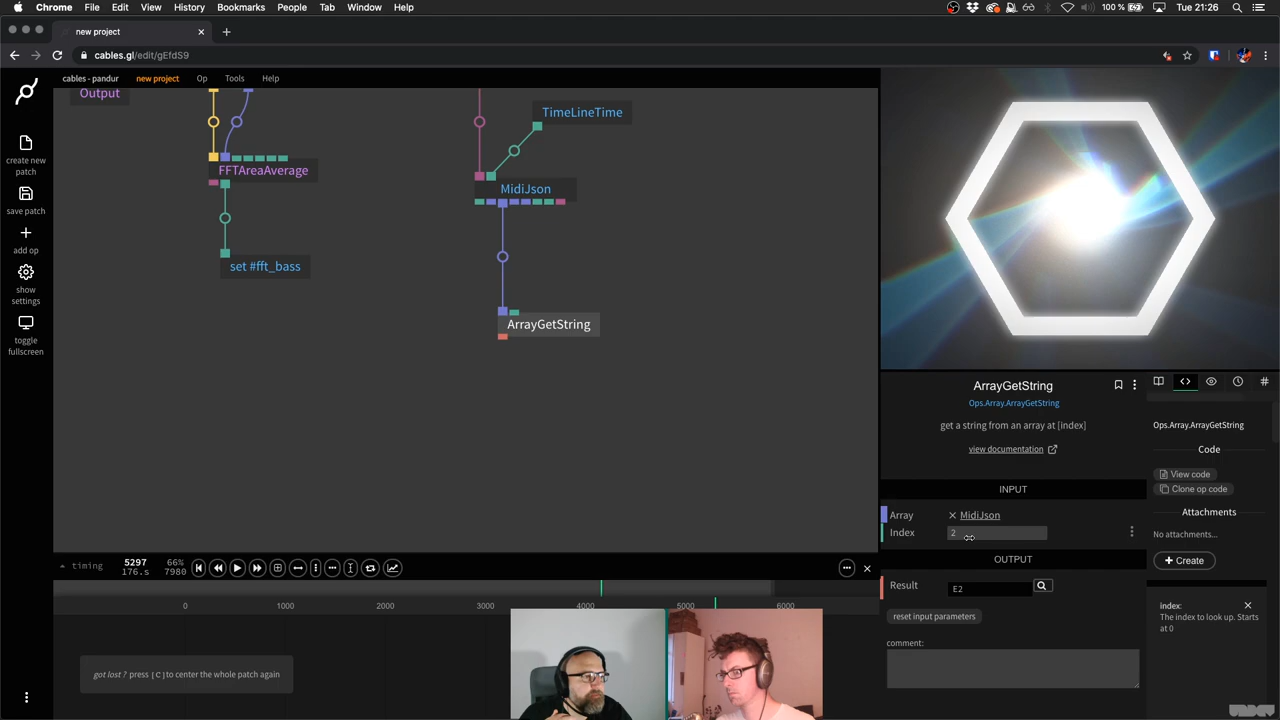 Chrome File Edit View History Bookmarks People Tab Window Help 100 % Tue 21:26
new project
cables.gl/edit/gEfdS9
cables - pandur new project Op Tools Help
create new patch
save patch
add op
show settings
toggle fullscreen
Output
FFTAreaAverage
set #fft_bass
TimeLineTime
MidiJson
ArrayGetString
ArrayGetString
Ops.Array.ArrayGetString
get a string from an array at [index]
view documentation
INPUT
Array MidiJson
Index 2
OUTPUT
Result E2
reset input parameters
comment:
Ops.Array.ArrayGetString
Code
View code
Clone op code
Attachments
No attachments...
+ Create
index:
The index to look up. Starts
at 0
timing 5297 66%
176.s 7980
0 1000 2000 3000 4000 5000 6000
got lost ? press [ C ] to center the whole patch again